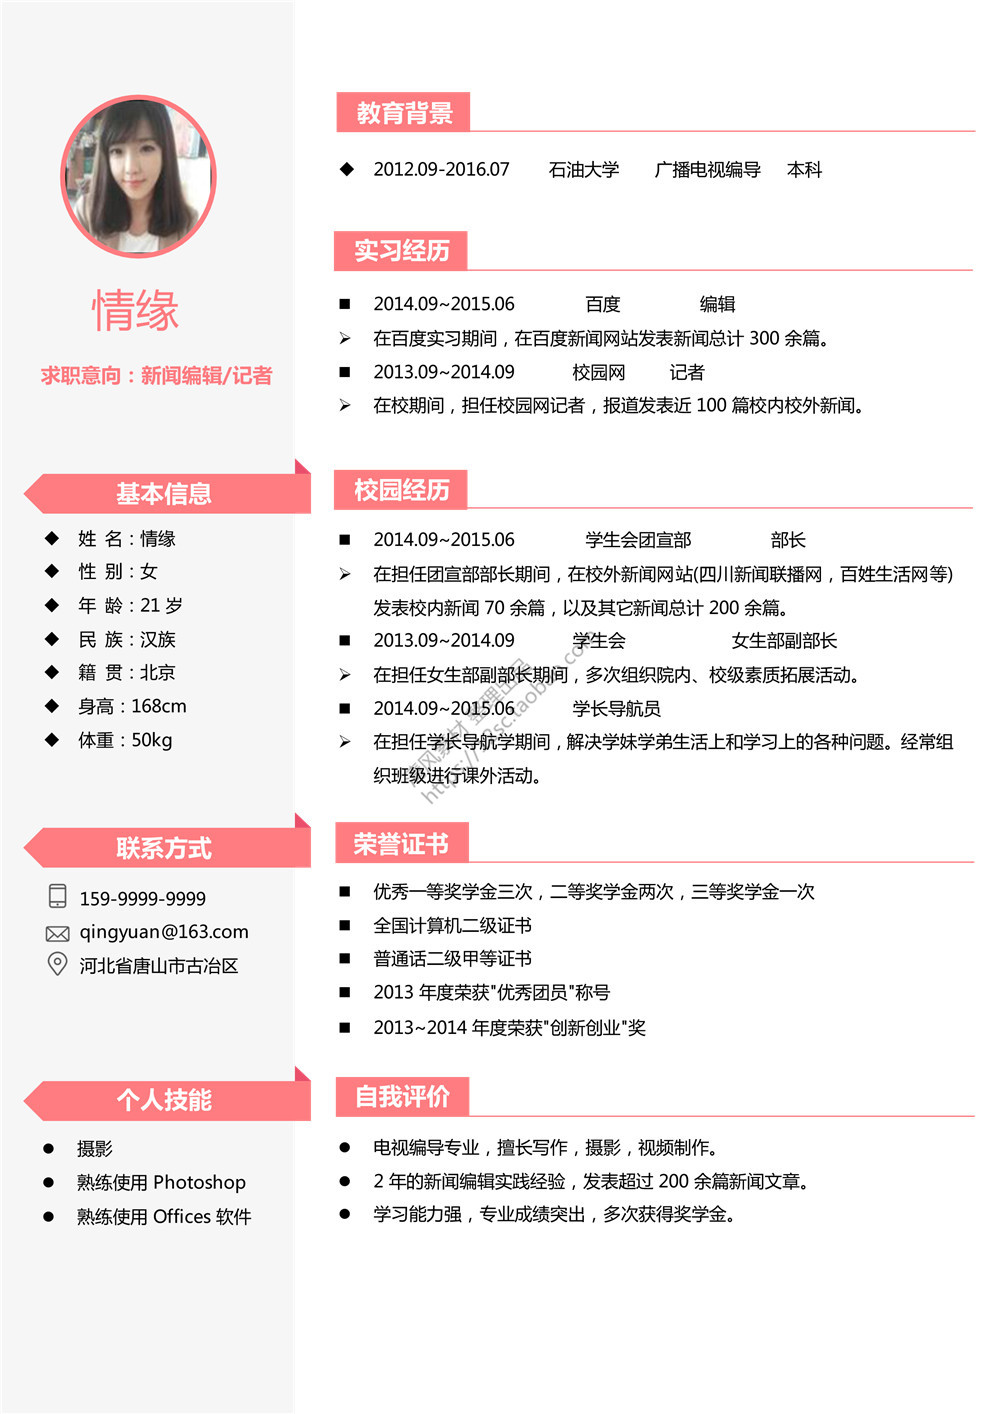 情缘
求职意向：新闻编辑/记者
基本信息
姓 名：情缘
性 别：女
年 龄：21 岁
民 族：汉族
籍 贯：北京
身高：168cm
体重：50kg
联系方式
159-9999-9999
qingyuan@163.com
河北省唐山市古冶区
个人技能
摄影
熟练使用 Photoshop
熟练使用 Offices 软件
教育背景
2012.09-2016.07 石油大学 广播电视编导 本科
实习经历
2014.09~2015.06 百度 编辑
在百度实习期间，在百度新闻网站发表新闻总计 300 余篇。
2013.09~2014.09 校园网 记者
在校期间，担任校园网记者，报道发表近 100 篇校内校外新闻。
校园经历
2014.09~2015.06 学生会团宣部 部长
在担任团宣部部长期间，在校外新闻网站(四川新闻联播网，百姓生活网等)
发表校内新闻 70 余篇，以及其它新闻总计 200 余篇。
2013.09~2014.09 学生会 女生部副部长
在担任女生部副部长期间，多次组织院内、校级素质拓展活动。
2014.09~2015.06 学长导航员
在担任学长导航学期间，解决学妹学弟生活上和学习上的各种问题。经常组
织班级进行课外活动。
荣誉证书
优秀一等奖学金三次，二等奖学金两次，三等奖学金一次
全国计算机二级证书
普通话二级甲等证书
2013 年度荣获"优秀团员"称号
2013~2014 年度荣获"创新创业"奖
自我评价
电视编导专业，擅长写作，摄影，视频制作。
2 年的新闻编辑实践经验，发表超过 200 余篇新闻文章。
学习能力强，专业成绩突出，多次获得奖学金。